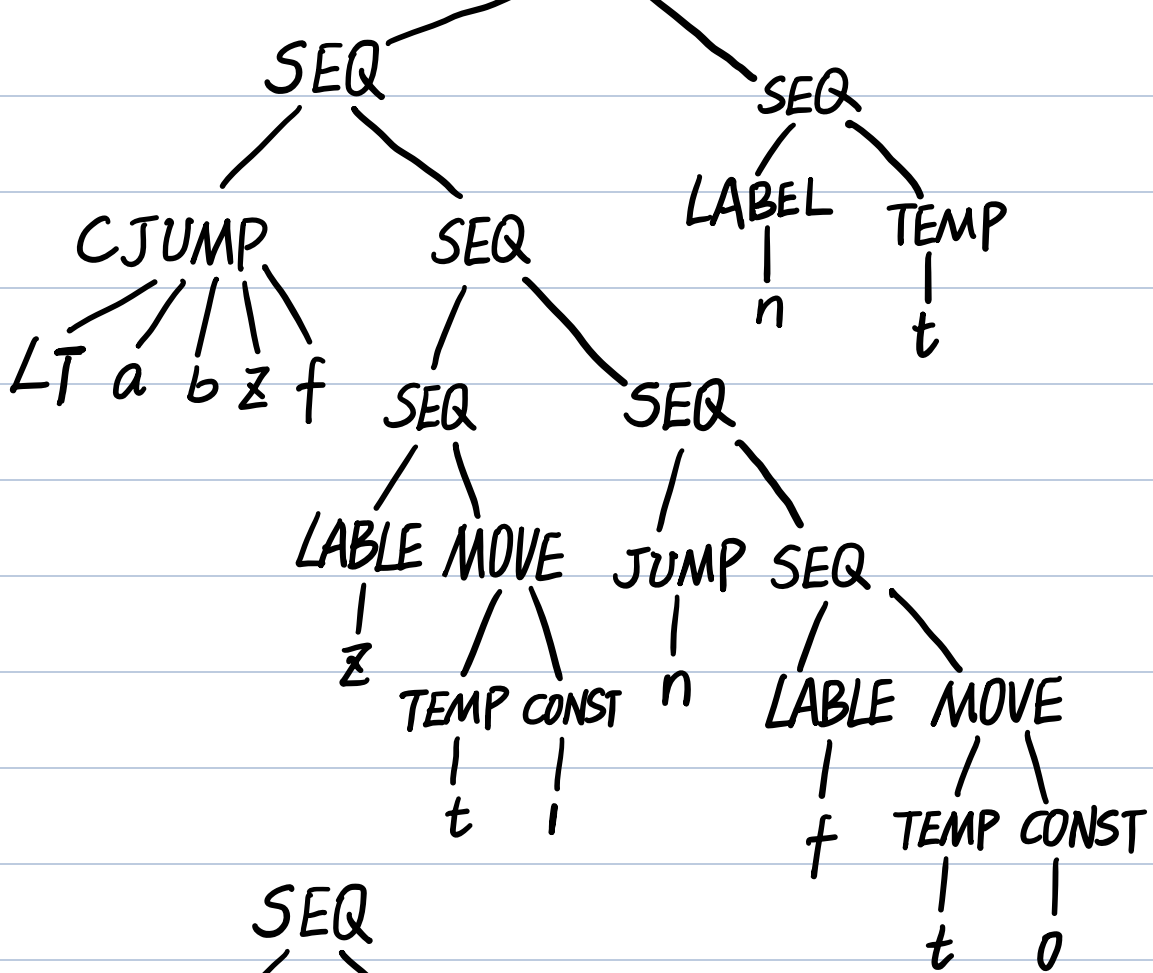 SEQ
SEQ
CJUMP SEQ LABEL TEMP
n t
LT a b z f
SEQ SEQ
LABLE MOVE JUMP SEQ
z n
TEMP CONST LABLE MOVE
t 1 f
TEMP CONST
SEQ
t 0